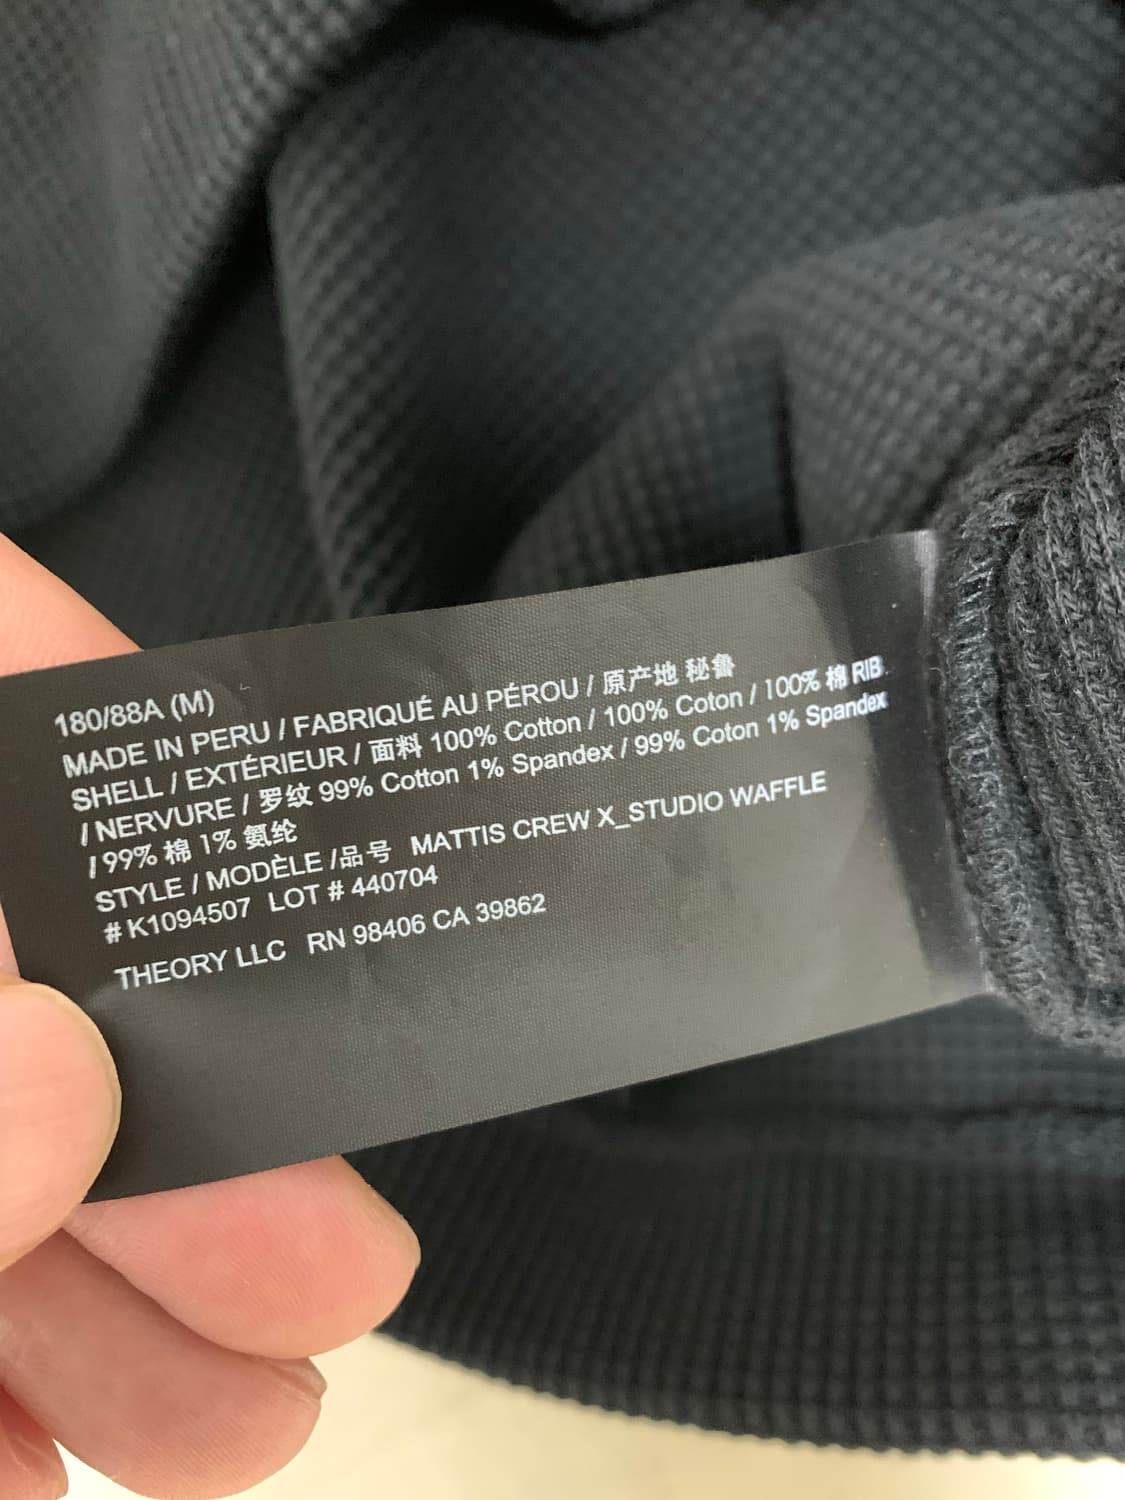 180/88A (M)
MADE IN PERU / FABRIQUÉ AU PÉROU / 原产地 秘鲁
SHELL / EXTÉRIEUR / 面料 100% Cotton / 100% Coton / 100% 棉 RIB
/ NERVURE / 罗纹 99% Cotton 1% Spandex / 99% Coton 1% Spandex
/ 99% 棉 1% 氨纶
STYLE / MODÈLE /品号 MATTIS CREW X_STUDIO WAFFLE
# K1094507 LOT # 440704
THEORY LLC RN 98406 CA 39862